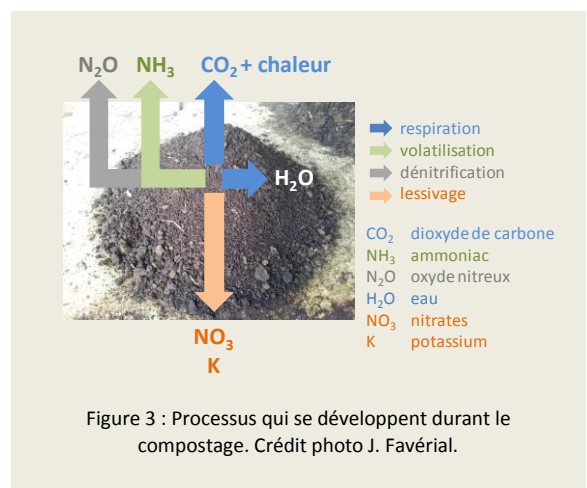 N₂O NH₃ CO₂ + chaleur
H₂O
NO₃
K
respiration
volatilisation
dénitrification
lessivage
CO₂ dioxyde de carbone
NH₃ ammoniac
N₂O oxyde nitreux
H₂O eau
NO₃ nitrates
K potassium
Figure 3 : Processus qui se développent durant le
compostage. Crédit photo J. Favérial.